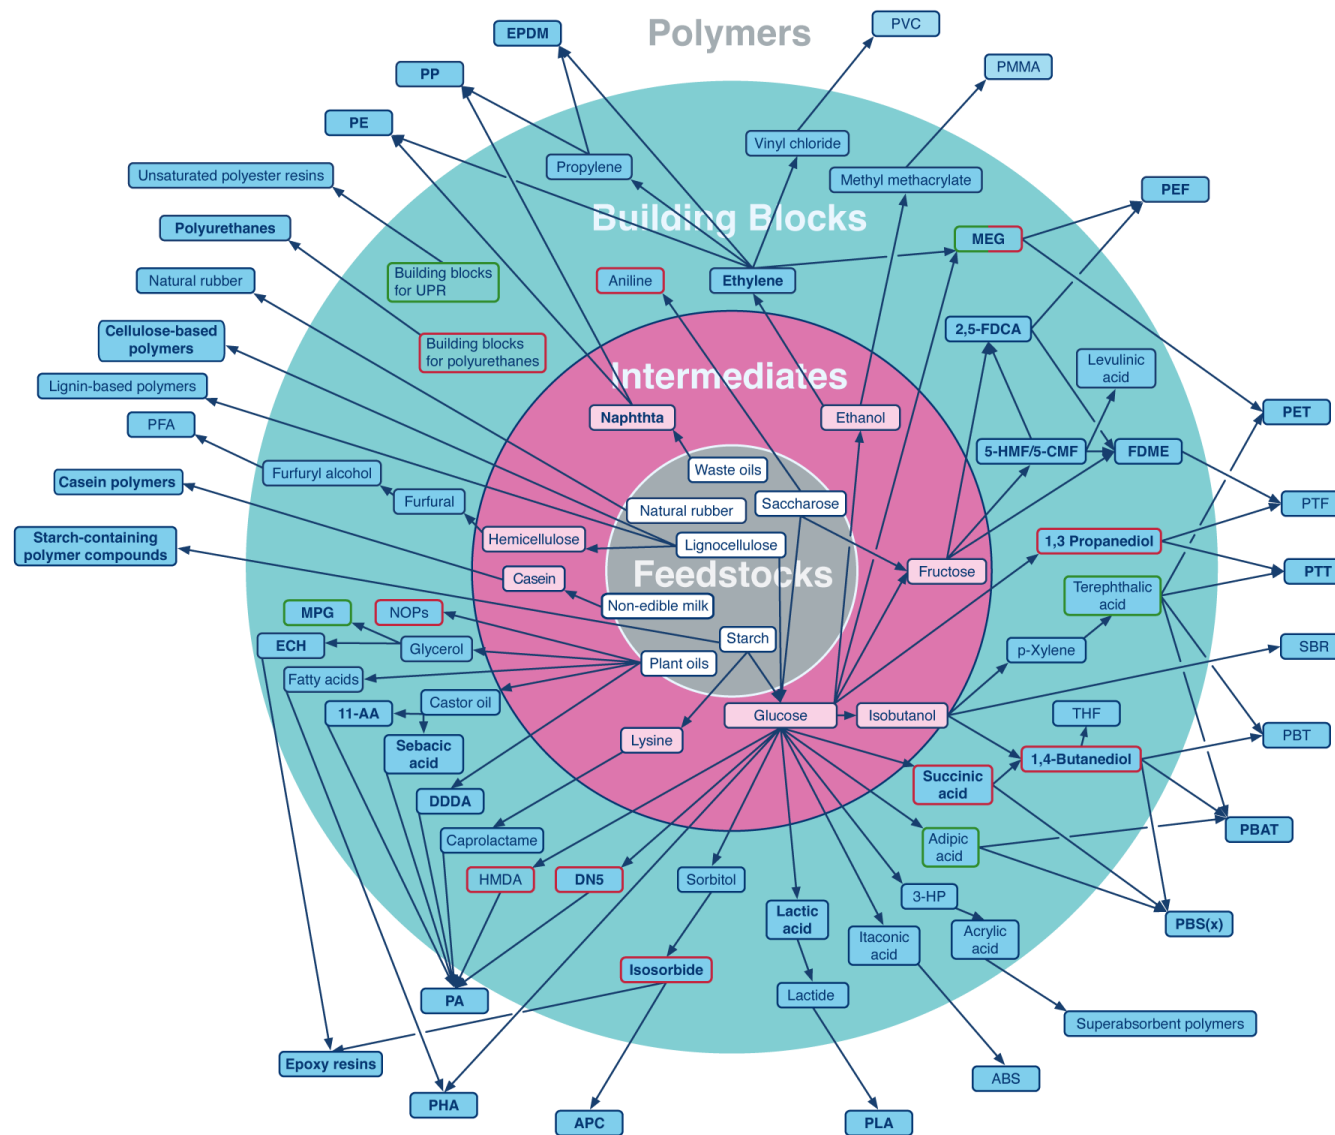 Polymers
PVC
EPDM
PMMA
PP
PE
Vinyl chloride
Propylene
Methyl methacrylate
Unsaturated polyester resins
PEF
Building Blocks
Polyurethanes
MEG
Building blocks
for UPR
Natural rubber
Aniline
Ethylene
2,5-FDCA
Cellulose-based
polymers
Building blocks
for polyurethanes
Levulinic
acid
Intermediates
Lignin-based polymers
Naphthta
Ethanol
PET
PFA
5-HMF/5-CMF
FDME
Waste oils
Furfuryl alcohol
Casein polymers
Furfural
Saccharose
PTF
Natural rubber
Hemicellulose
Lignocellulose
1,3 Propanediol
Starch-containing
polymer compounds
Feedstocks
Casein
Fructose
PTT
Terephthalic
acid
Non-edible milk
MPG
NOPs
Starch
ECH
Glycerol
p-Xylene
SBR
Plant oils
Fatty acids
Castor oil
11-AA
Glucose
Isobutanol
THF
Lysine
PBT
Sebacic
acid
1,4-Butanediol
Succinic
acid
DDDA
PBAT
Caprolactame
Adipic
acid
HMDA
DN5
Sorbitol
3-HP
Lactic
acid
PBS(x)
Itaconic
acid
Acrylic
acid
Isosorbide
PA
Lactide
Superabsorbent polymers
Epoxy resins
ABS
PHA
APC
PLA